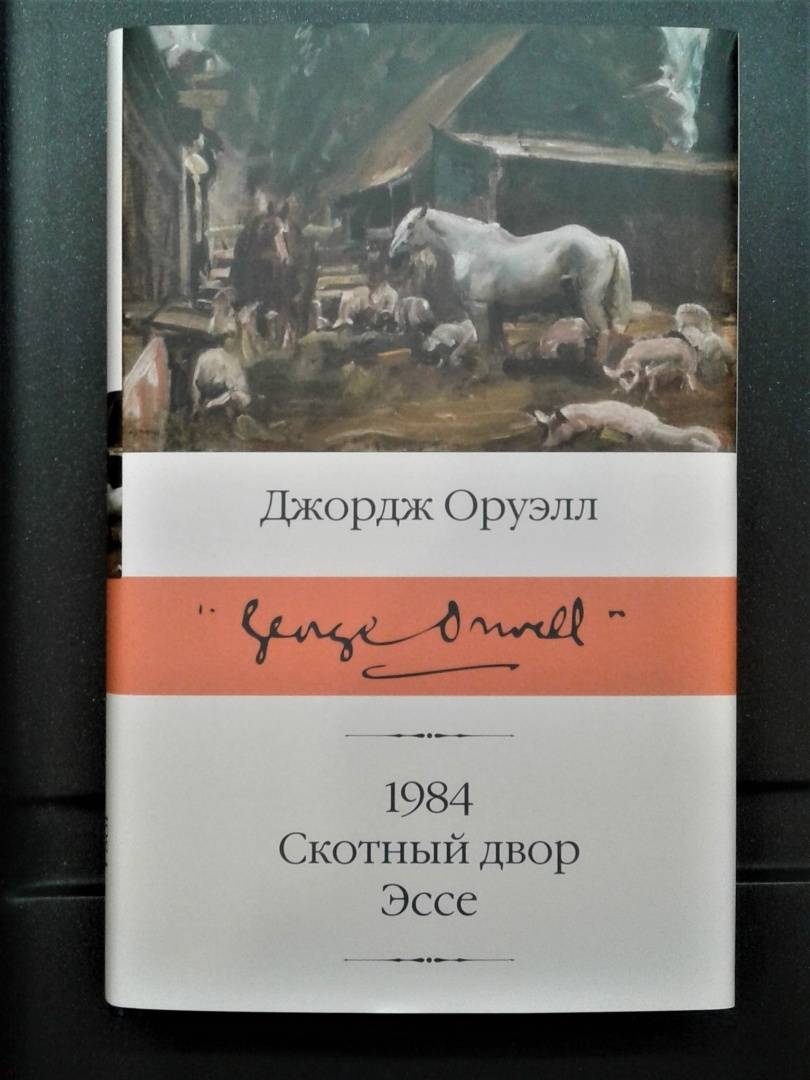 Джордж Оруэлл
"George Orwell"
1984
Скотный двор
Эссе